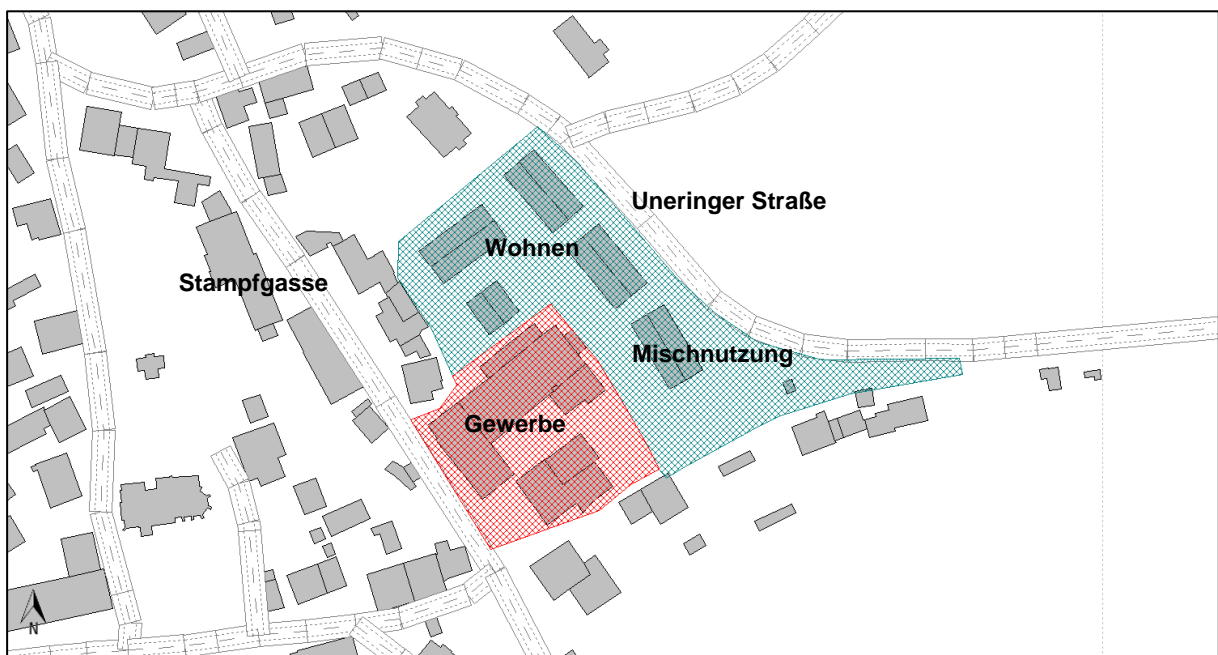 Uneringer Straße
Wohnen
Stampfgasse
Mischnutzung
Gewerbe
N